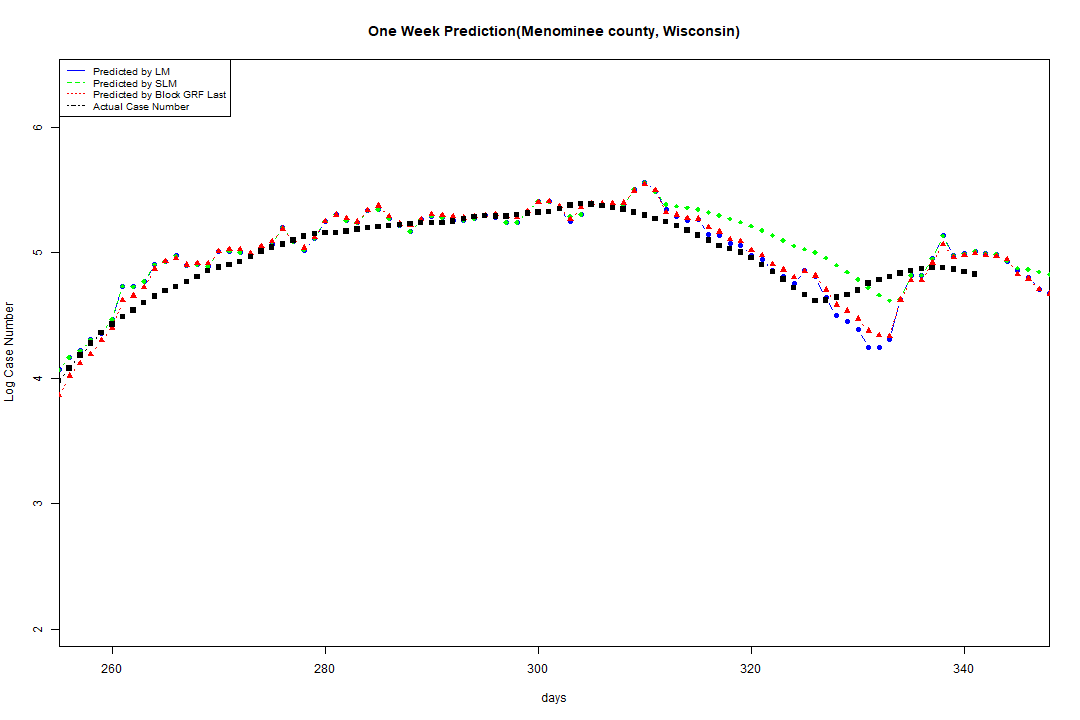 One Week Prediction(Menominee county, Wisconsin)
Predicted by LM
Predicted by SLM
Predicted by Block GRF Last
Actual Case Number
6
5
4
3
2
Log Case Number
260
280
300
320
340
days